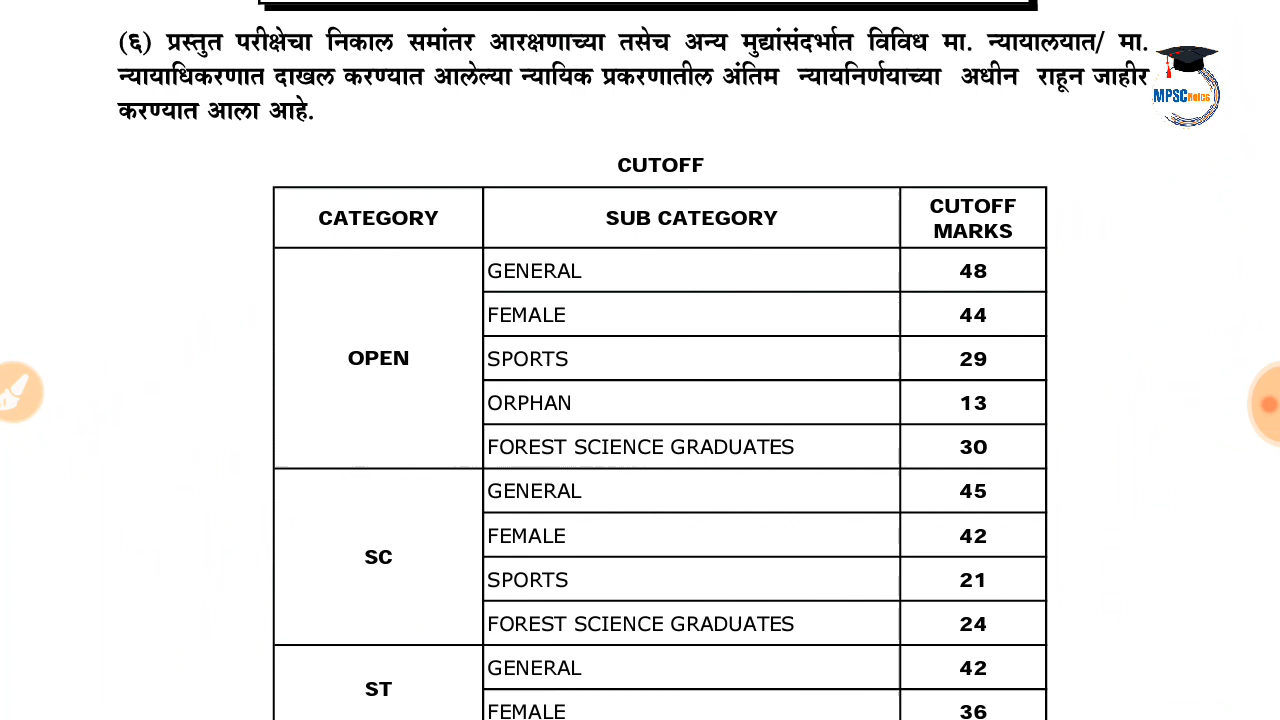 (६) प्रस्तुत परीक्षेचा निकाल समांतर आरक्षणाच्या तसेच अन्य मुद्यांसंदर्भात विविध मा. न्यायालयात/ मा.
न्यायाधिकरणात दाखल करण्यात आलेल्या न्यायिक प्रकरणातील अंतिम न्यायनिर्णयाच्या अधीन राहून जाहीर
करण्यात आला आहे.
MPSC Notes
CUTOFF
CATEGORY SUB CATEGORY CUTOFF MARKS
OPEN
GENERAL 48
FEMALE 44
SPORTS 29
ORPHAN 13
FOREST SCIENCE GRADUATES 30
SC
GENERAL 45
FEMALE 42
SPORTS 21
FOREST SCIENCE GRADUATES 24
ST
GENERAL 42
FEMALE 36